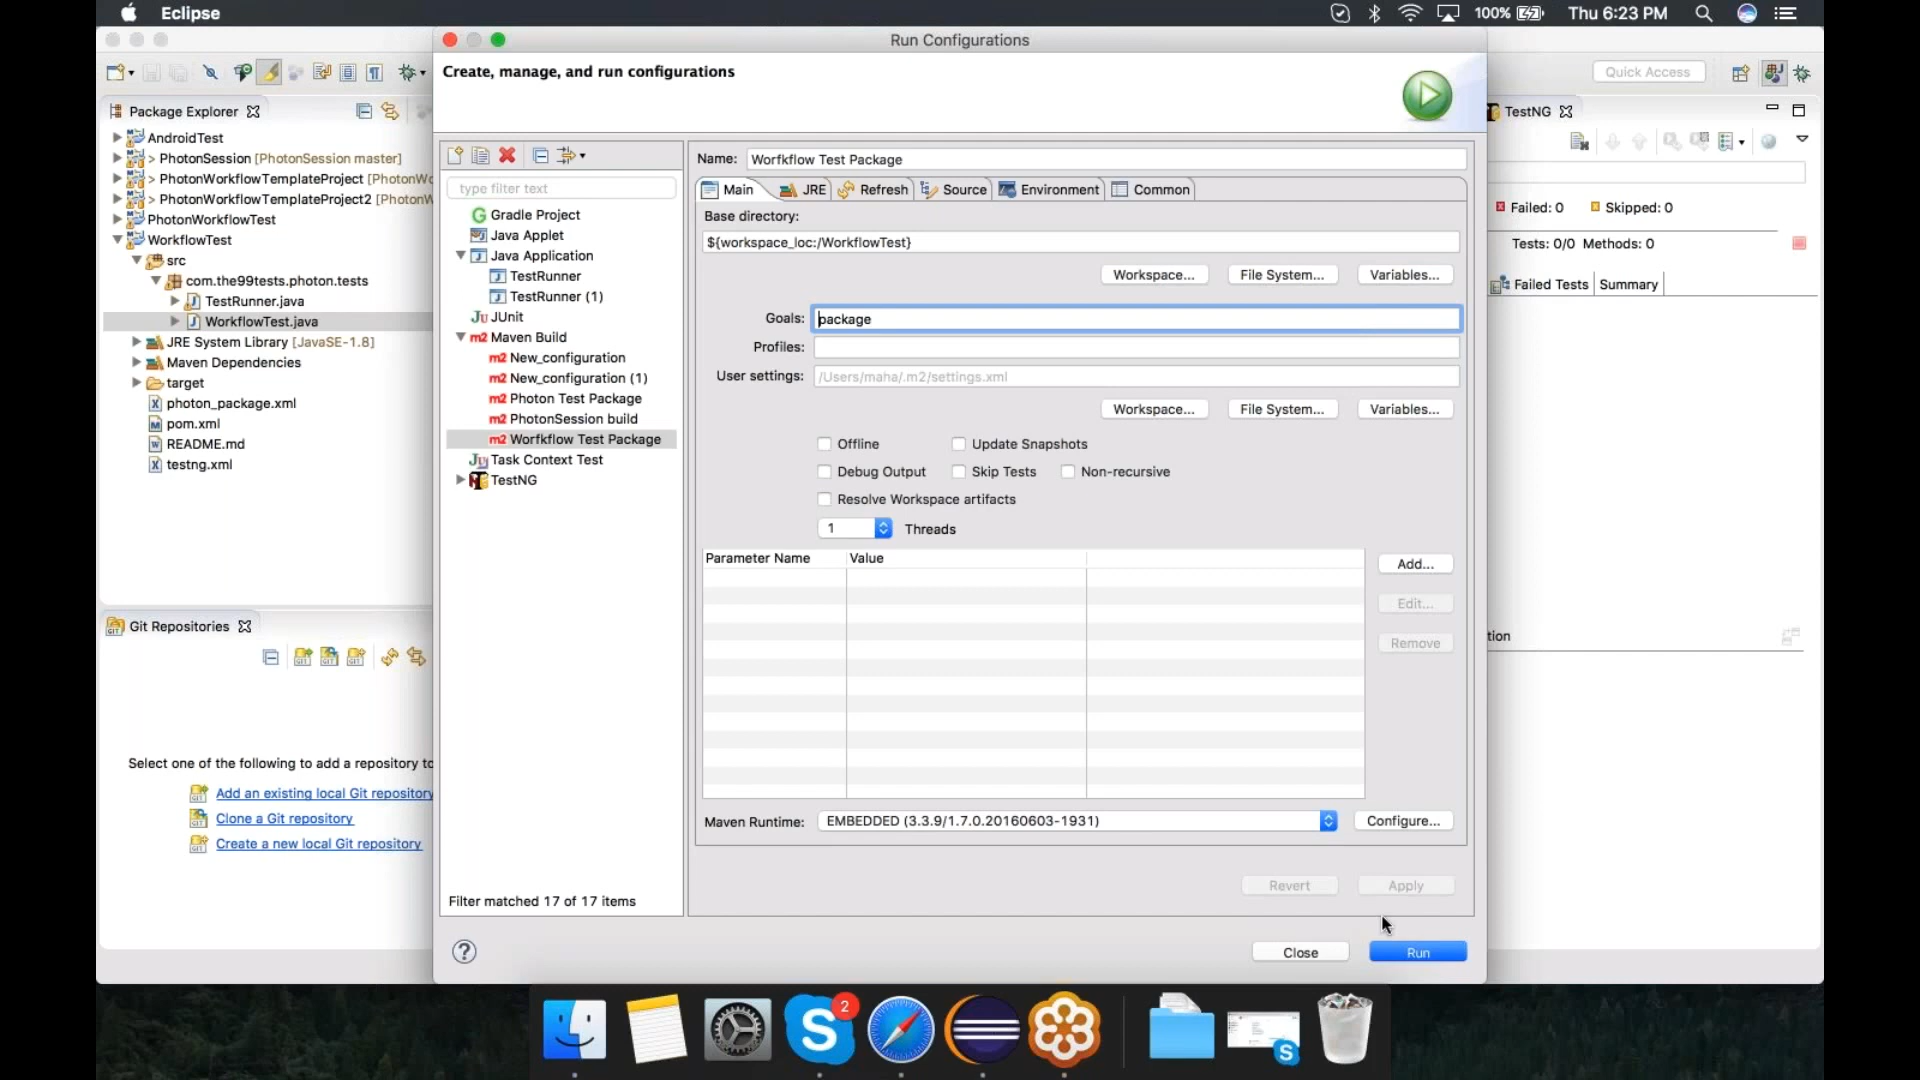 Eclipse
100%
Thu 6:23 PM
Run Configurations
Create, manage, and run configurations
Quick Access
Package Explorer
AndroidTest
> PhotonSession [PhotonSession master]
> PhotonWorkflowTemplateProject [PhotonWo
> PhotonWorkflowTemplateProject2 [PhotonW
PhotonWorkflowTest
WorkflowTest
src
com.the99tests.photon.tests
TestRunner.java
WorkflowTest.java
JRE System Library [JavaSE-1.8]
Maven Dependencies
target
photon_package.xml
pom.xml
README.md
testng.xml
Git Repositories
Select one of the following to add a repository to
Add an existing local Git repository
Clone a Git repository
Create a new local Git repository
type filter text
Gradle Project
Java Applet
Java Application
TestRunner
TestRunner (1)
JUnit
m2 Maven Build
m2 New_configuration
m2 New_configuration (1)
m2 Photon Test Package
m2 PhotonSession build
m2 Worfkflow Test Package
Task Context Test
TestNG
Filter matched 17 of 17 items
Name: Worfkflow Test Package
Main
JRE
Refresh
Source
Environment
Common
Base directory:
${workspace_loc:/WorkflowTest}
Workspace...
File System...
Variables...
Goals: package
Profiles:
User settings: /Users/maha/.m2/settings.xml
Workspace...
File System...
Variables...
Offline
Update Snapshots
Debug Output
Skip Tests
Non-recursive
Resolve Workspace artifacts
1
Threads
Parameter Name
Value
Add...
Edit...
Remove
Maven Runtime: EMBEDDED (3.3.9/1.7.0.20160603-1931)
Configure...
Revert
Apply
Close
Run
TestNG
Failed: 0
Skipped: 0
Tests: 0/0 Methods: 0
Failed Tests
Summary
tion
2